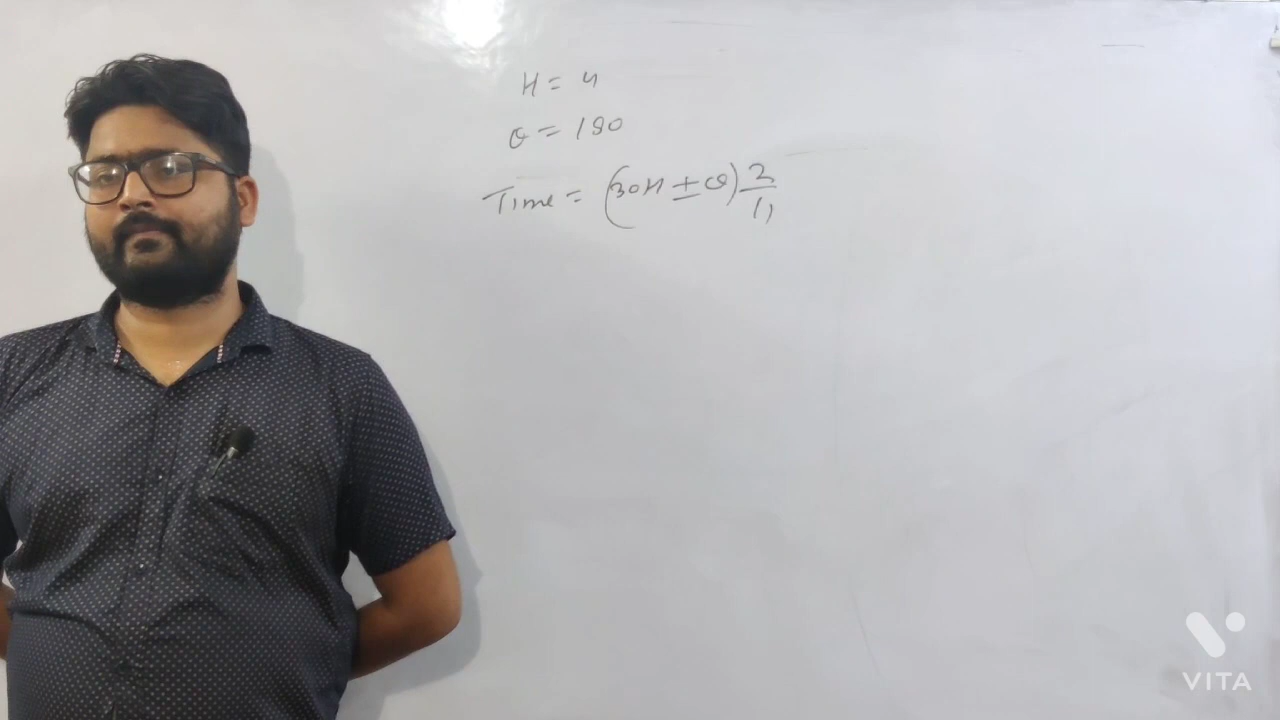 H = 4
θ = 180
Time = (30H ± θ) 2/11
VITA